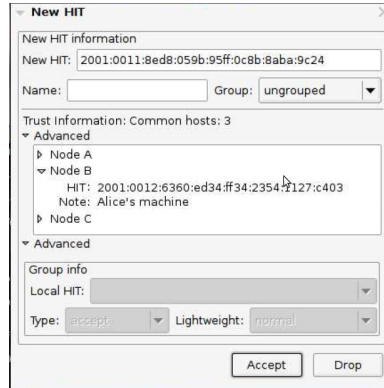 New HIT
New HIT information
New HIT: 2001:0011:8ed8:059b:95ff:0c8b:8aba:9c24
Name: Group: ungrouped
Trust Information: Common hosts: 3
Advanced
Node A
Node B
HIT: 2001:0012:6360:ed34:ff34:2354:1127:c403
Note: Alice's machine
Node C
Advanced
Group info
Local HIT:
Type: accept Lightweight: normal
Accept Drop